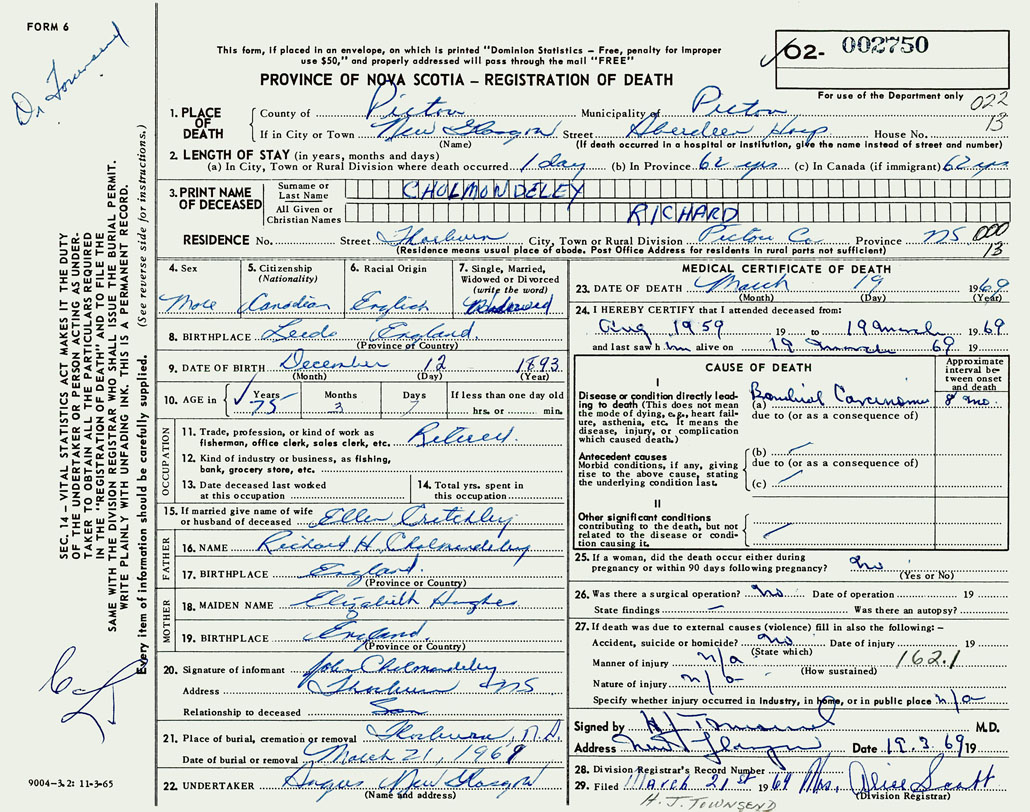 FORM 6
Dr Townsend
This form, if placed in an envelope, on which is printed "Dominion Statistics – Free, penalty for improper
use $50," and properly addressed will pass through the mail "FREE"
PROVINCE OF NOVA SCOTIA – REGISTRATION OF DEATH
02- 002750
For use of the Department only
022
13
1. PLACE OF DEATH
County of Pictou Municipality of Pictou
If in City or Town New Glasgow Street Aberdeen Hosp House No.
(Name) (If death occurred in a hospital or institution, give the name instead of street and number)
2. LENGTH OF STAY (in years, months and days)
(a) In City, Town or Rural Division where death occurred 1 day (b) In Province 62 yrs (c) In Canada (if immigrant) 62 yrs
3. PRINT NAME OF DECEASED
Surname or Last Name CHOLMONDELEY
All Given or Christian Names RICHARD
RESIDENCE No. Street Thorburn City, Town or Rural Division Pictou Co. Province NS 000
13
(Residence means usual place of abode. Post Office Address for residents in rural parts not sufficient)
4. Sex
Male
5. Citizenship
(Nationality)
Canadian
6. Racial Origin
English
7. Single, Married,
Widowed or Divorced
(write the word)
Widowed
8. BIRTHPLACE Leeds England.
(Province of Country)
9. DATE OF BIRTH December 12 1893
(Month) (Day) (Year)
10. AGE in
Years 75
Months 3
Days 7
If less than one day old
hrs. or min.
OCCUPATION
11. Trade, profession, or kind of work as
fisherman, office clerk, sales clerk, etc. Retired.
12. Kind of industry or business, as fishing,
bank, grocery store, etc.
13. Date deceased last worked
at this occupation
14. Total yrs. spent in
this occupation
15. If married give name of wife
or husband of deceased Ellen Critchley
FATHER
16. NAME Richard H. Cholmondeley
17. BIRTHPLACE England.
(Province or Country)
MOTHER
18. MAIDEN NAME Elizabeth Hughes
19. BIRTHPLACE England.
(Province or Country)
20. Signature of informant John Cholmondeley
Address Thorburn NS
Relationship to deceased Son
21. Place of burial, cremation or removal Thorburn, N.S.
Date of burial or removal March 21, 1969
22. UNDERTAKER Angus New Glasgow
(Name and address)
MEDICAL CERTIFICATE OF DEATH
23. DATE OF DEATH March 19 1969
(Month) (Day) (Year)
24. I HEREBY CERTIFY that I attended deceased from:
Aug 1959 19 to 19 March 1969
and last saw him alive on 19 March 69 19
CAUSE OF DEATH
Approximate
interval be-
tween onset
and death
I
Disease or condition directly lead-
ing to death (This does not mean
the mode of dying, e.g., heart fail-
ure, asthenia, etc. It means the
disease, injury, or complication
which caused death.)
(a) Bronchial Carcinoma 8 mo.
due to (or as a consequence of)
Antecedent causes
Morbid conditions, if any, giving
rise to the above cause, stating
the underlying condition last.
(b)
due to (or as a consequence of)
(c)
II
Other significant conditions
contributing to the death, but not
related to the disease or condi-
tion causing it.
25. If a woman, did the death occur either during
pregnancy or within 90 days following pregnancy? No
(Yes or No)
26. Was there a surgical operation? No. Date of operation 19
State findings – Was there an autopsy?
27. If death was due to external causes (violence) fill in also the following: –
Accident, suicide or homicide? No Date of injury 19
(State which)
Manner of injury n/a 162.1
(How sustained)
Nature of injury n/a
Specify whether injury occurred in industry, in home, or in public place n/a
Signed by H J Townsend M.D.
Address New Glasgow Date 19.3.69 19
28. Division Registrar's Record Number
29. Filed March 21st 1969 Mrs. Alice Scott
(Division Registrar)
H. J. TOWNSEND
SEC. 14 – VITAL STATISTICS ACT MAKES IT THE DUTY
OF THE UNDERTAKER OR PERSON ACTING AS UNDER-
TAKER TO OBTAIN ALL THE PARTICULARS REQUIRED
IN THE "REGISTRATION OF DEATH" AND TO FILE THE
SAME WITH THE DIVISION REGISTRAR WHO SHALL ISSUE THE BURIAL PERMIT.
WRITE PLAINLY WITH UNFADING INK. THIS IS A PERMANENT RECORD.
Every item of information should be carefully supplied. (See reverse side for instructions.)
9004-3.2: 11-3-65